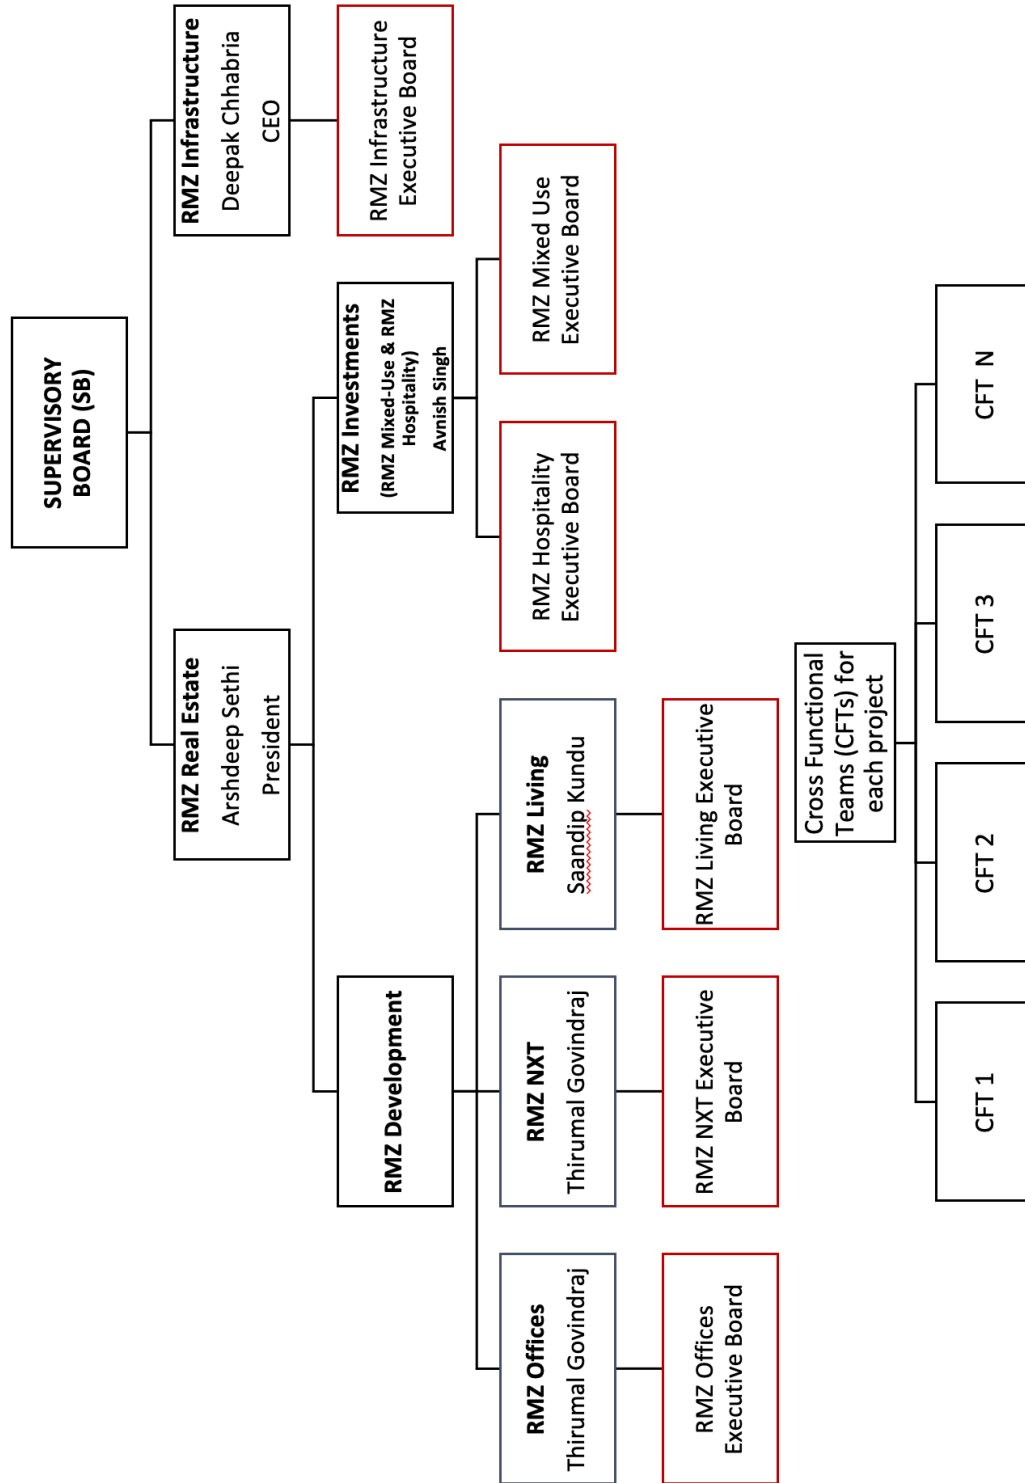 SUPERVISORY
BOARD (SB)
RMZ Real Estate
Arshdeep Sethi
President
RMZ Infrastructure
Deepak Chhabria
CEO
RMZ Development
RMZ Investments
(RMZ Mixed-Use & RMZ
Hospitality)
Avnish Singh
RMZ Infrastructure
Executive Board
RMZ Offices
Thirumal Govindraj
RMZ NXT
Thirumal Govindraj
RMZ Living
Saandip Kundu
RMZ Hospitality
Executive Board
RMZ Mixed Use
Executive Board
RMZ Offices
Executive Board
RMZ NXT Executive
Board
RMZ Living Executive
Board
Cross Functional
Teams (CFTs) for
each project
CFT 1
CFT 2
CFT 3
CFT N